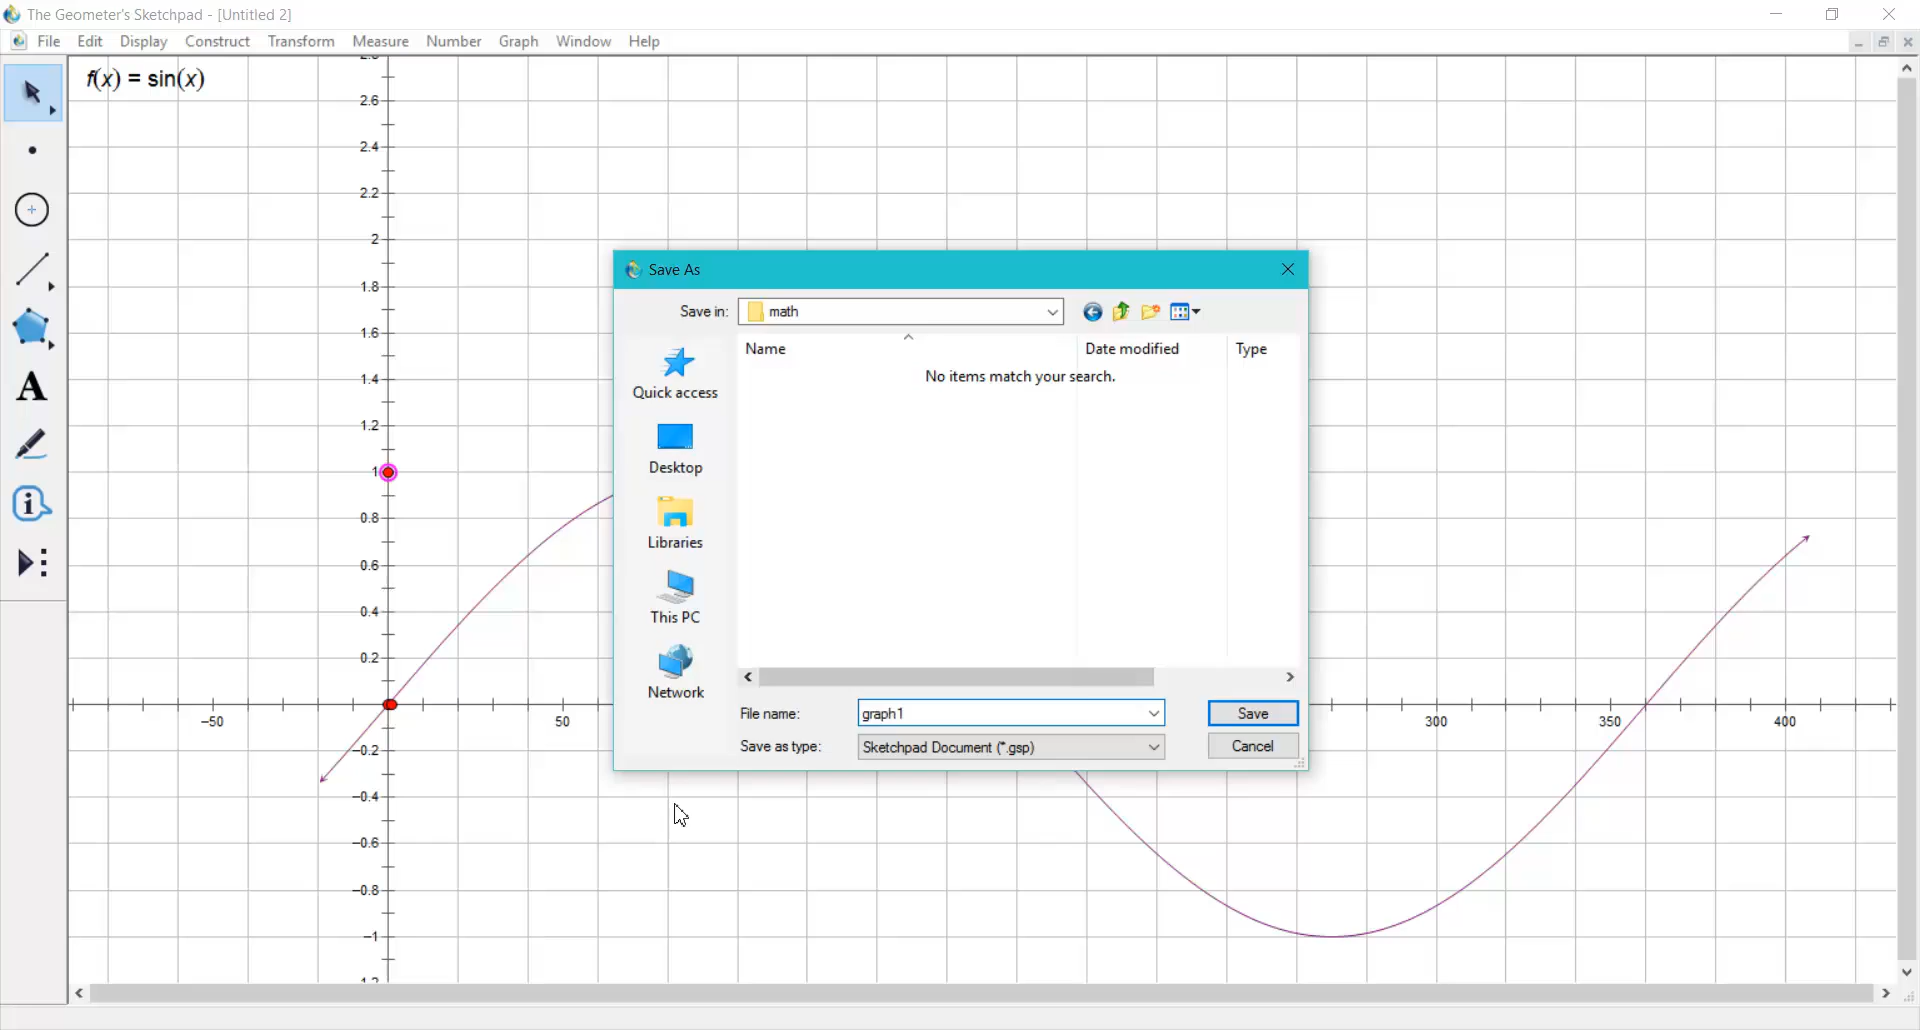 The Geometer's Sketchpad - [Untitled 2]
File Edit Display Construct Transform Measure Number Graph Window Help
f(x) = sin(x)
2.6
2.4
2.2
2
1.8
1.6
1.4
1.2
1
0.8
0.6
0.4
0.2
-50 50 300 350 400
-0.2
-0.4
-0.6
-0.8
-1
A
Save As
Save in: math
Name Date modified Type
No items match your search.
Quick access
Desktop
Libraries
This PC
Network
File name: graph1 Save
Save as type: Sketchpad Document (*.gsp) Cancel